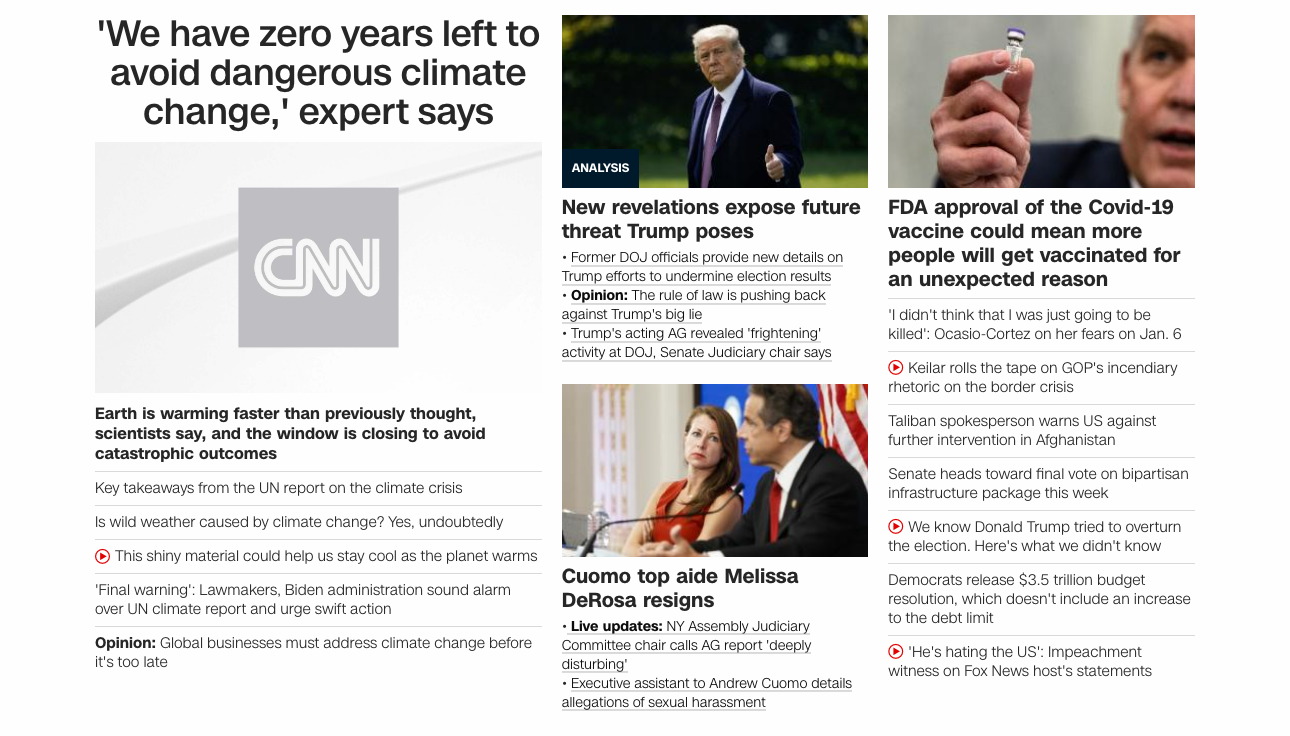 'We have zero years left to
avoid dangerous climate
change,' expert says
CNN
Earth is warming faster than previously thought,
scientists say, and the window is closing to avoid
catastrophic outcomes
Key takeaways from the UN report on the climate crisis
Is wild weather caused by climate change? Yes, undoubtedly
This shiny material could help us stay cool as the planet warms
'Final warning': Lawmakers, Biden administration sound alarm
over UN climate report and urge swift action
Opinion: Global businesses must address climate change before
it's too late
ANALYSIS
New revelations expose future
threat Trump poses
• Former DOJ officials provide new details on
Trump efforts to undermine election results
• Opinion: The rule of law is pushing back
against Trump's big lie
• Trump's acting AG revealed 'frightening'
activity at DOJ, Senate Judiciary chair says
Cuomo top aide Melissa
DeRosa resigns
• Live updates: NY Assembly Judiciary
Committee chair calls AG report 'deeply
disturbing'
• Executive assistant to Andrew Cuomo details
allegations of sexual harassment
FDA approval of the Covid-19
vaccine could mean more
people will get vaccinated for
an unexpected reason
'I didn't think that I was just going to be
killed': Ocasio-Cortez on her fears on Jan. 6
Keilar rolls the tape on GOP's incendiary
rhetoric on the border crisis
Taliban spokesperson warns US against
further intervention in Afghanistan
Senate heads toward final vote on bipartisan
infrastructure package this week
We know Donald Trump tried to overturn
the election. Here's what we didn't know
Democrats release $3.5 trillion budget
resolution, which doesn't include an increase
to the debt limit
'He's hating the US': Impeachment
witness on Fox News host's statements